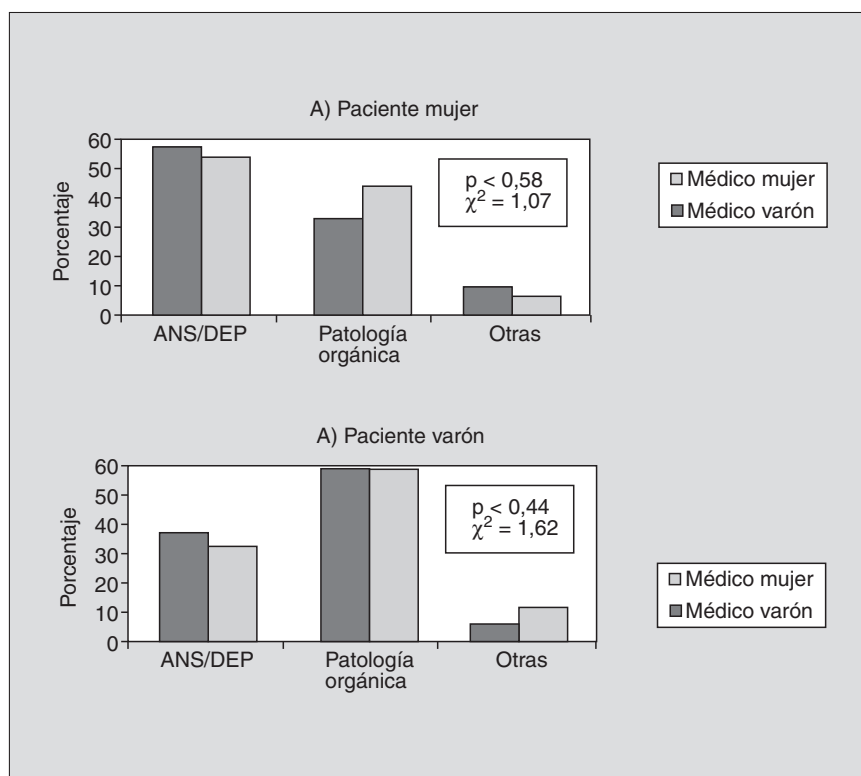 A) Paciente mujer
Porcentaje
60
50
40
30
20
10
0
p < 0,58
χ² = 1,07
ANS/DEP
Patología
orgánica
Otras
Médico mujer
Médico varón
A) Paciente varón
Porcentaje
60
50
40
30
20
10
0
p < 0,44
χ² = 1,62
ANS/DEP
Patología
orgánica
Otras
Médico mujer
Médico varón